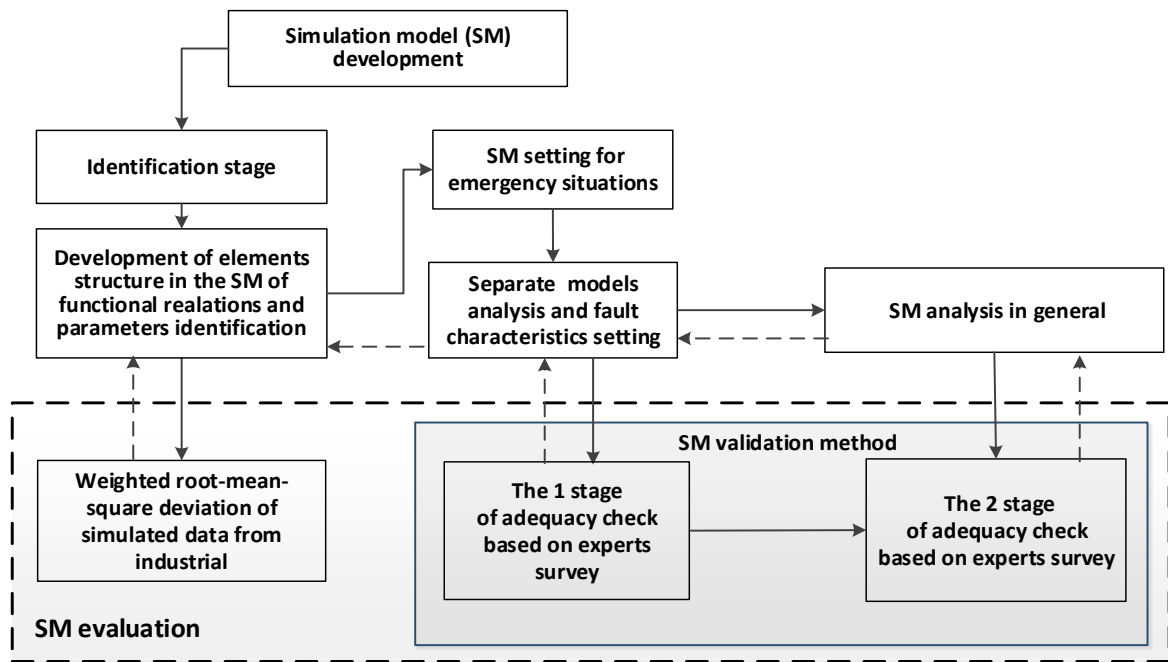 Simulation model (SM)
development
Identification stage
SM setting for
emergency situations
Development of elements
structure in the SM of
functional realations and
parameters identification
Separate models
analysis and fault
characteristics setting
SM analysis in general
SM validation method
Weighted root-mean-
square deviation of
simulated data from
industrial
The 1 stage
of adequacy check
based on experts
survey
The 2 stage
of adequacy check
based on experts survey
SM evaluation